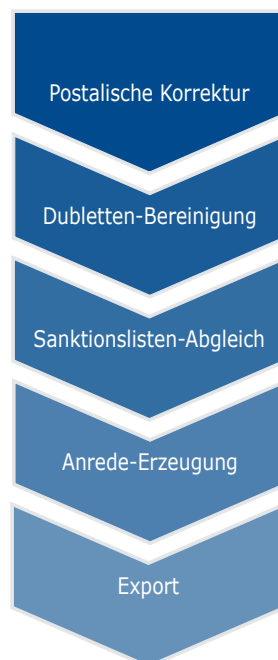 Postalische Korrektur
Dubletten-Bereinigung
Sanktionslisten-Abgleich
Anrede-Erzeugung
Export